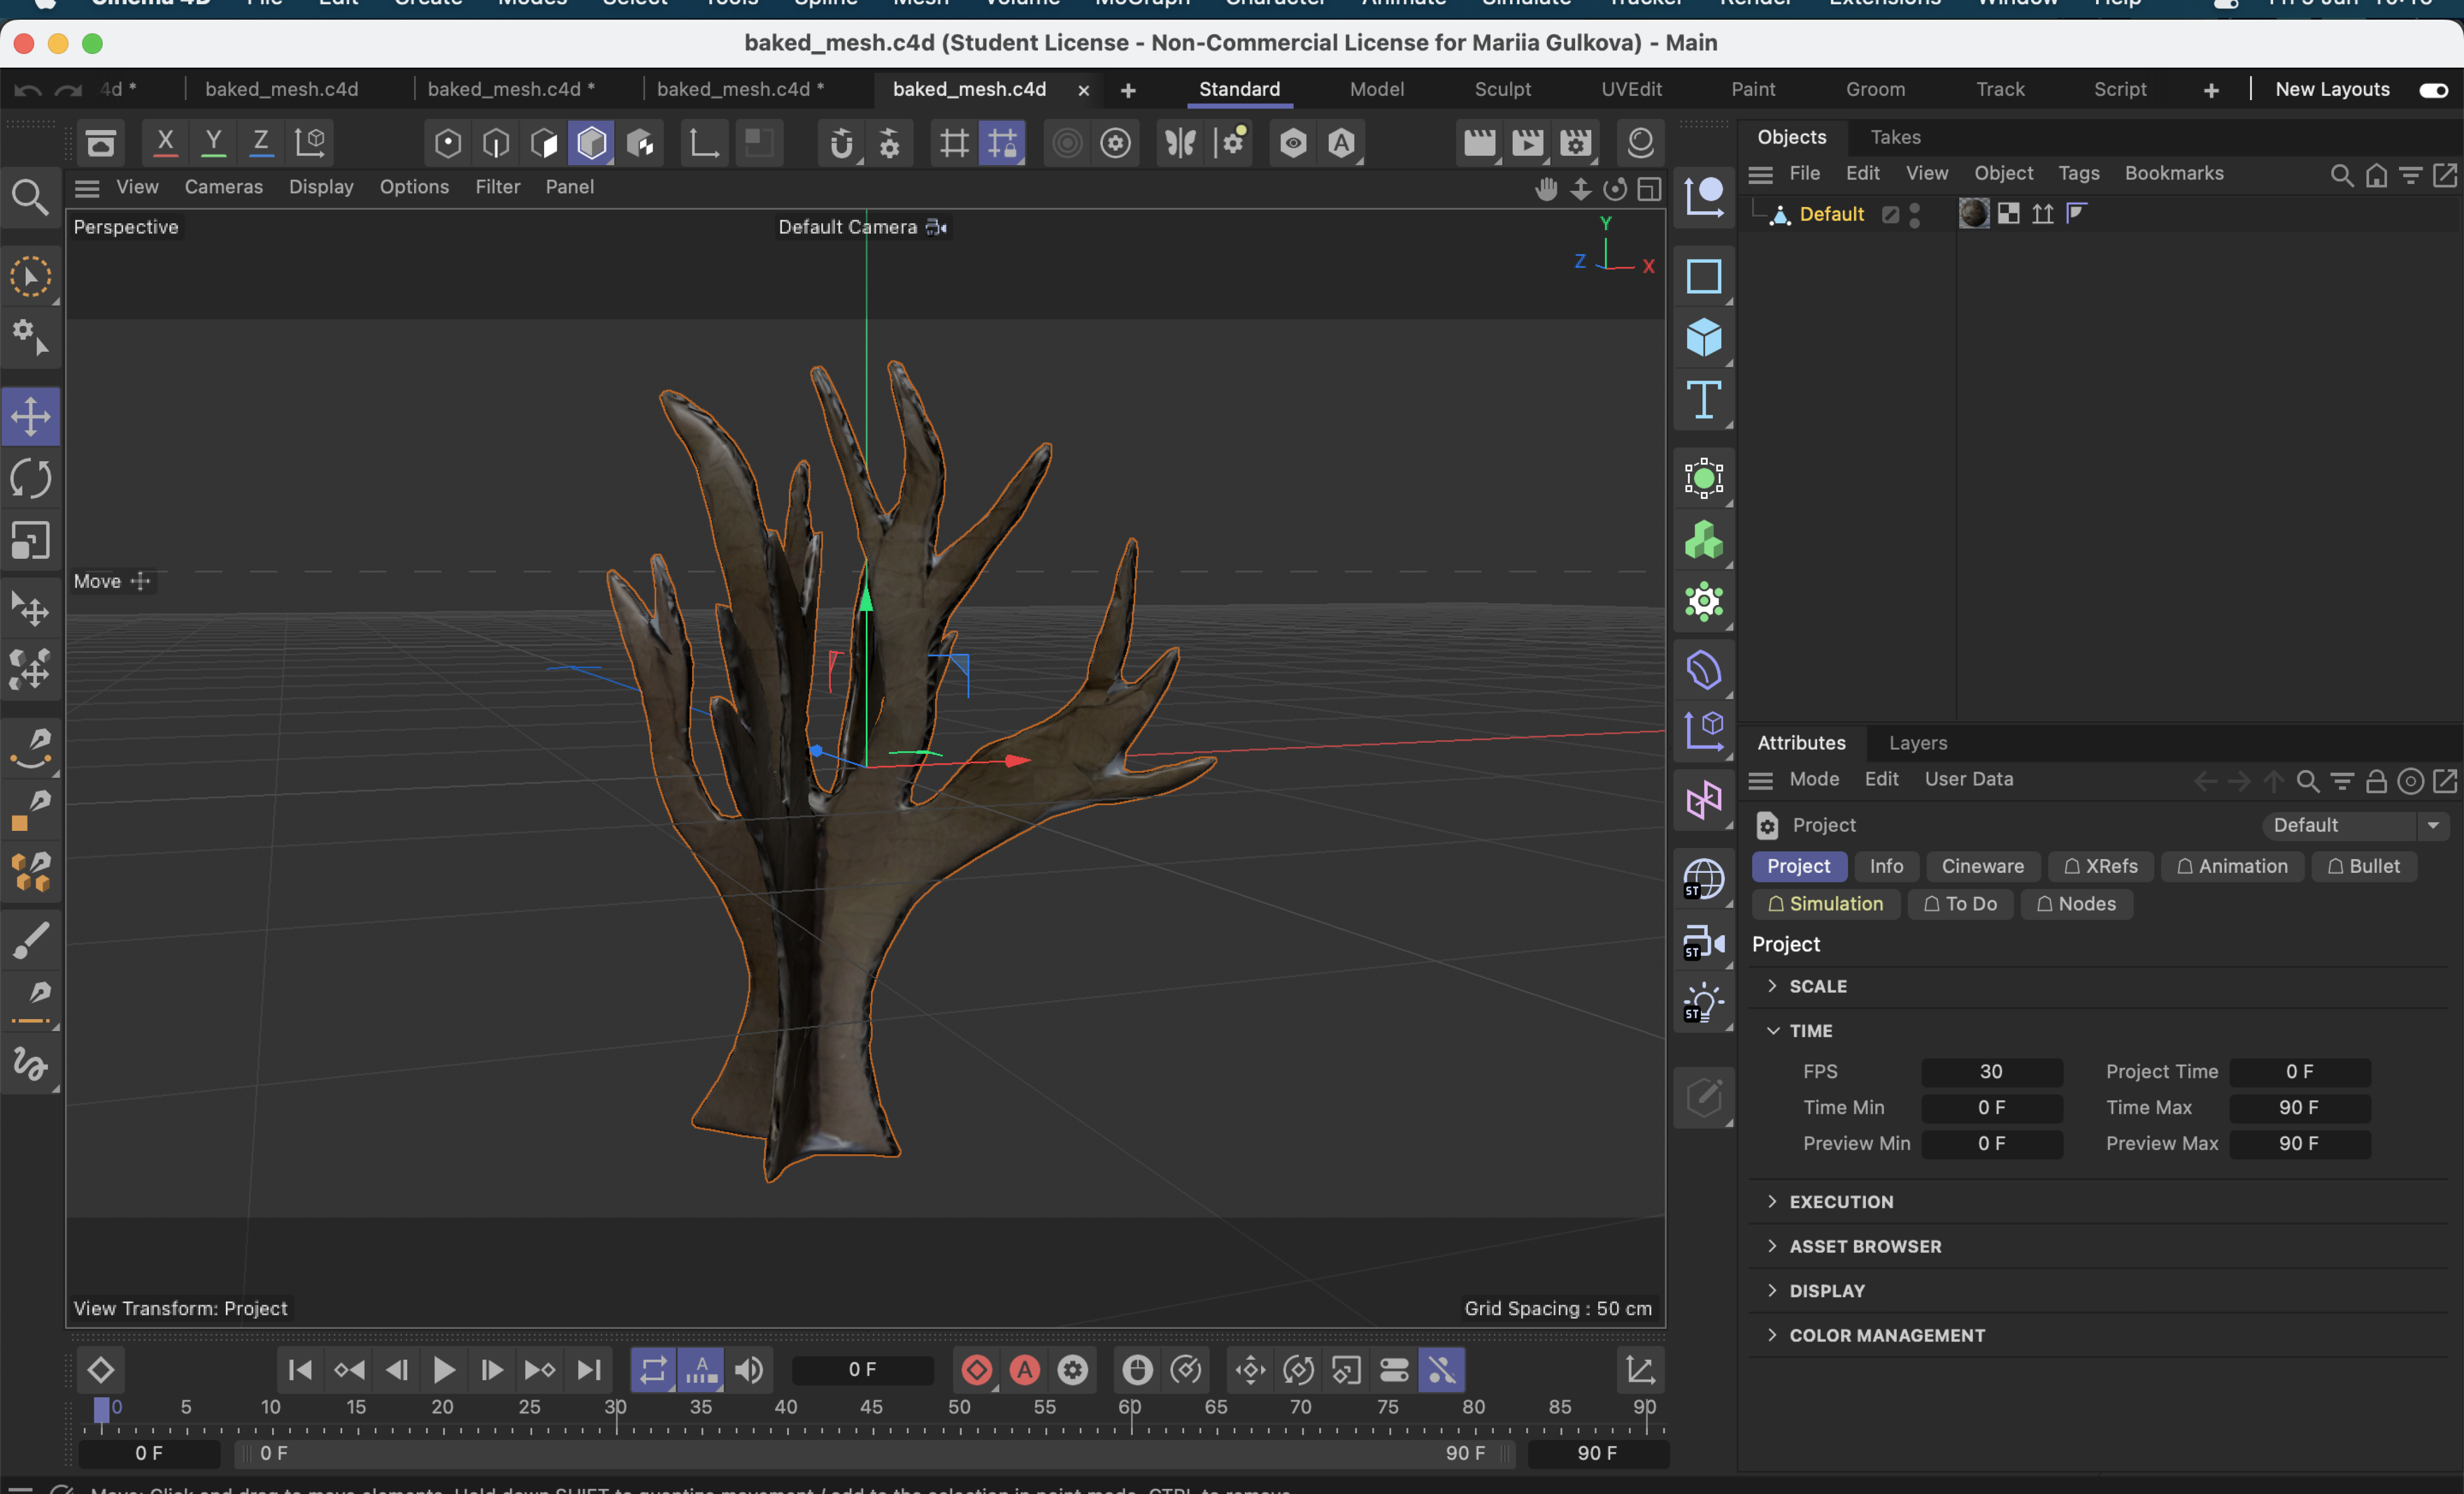 Cinema 4D File Edit Create Modes Select Tools Spline Mesh Volume MoGraph Character Animate Simulate Tracker Render Extensions Window Help
baked_mesh.c4d (Student License - Non-Commercial License for Mariia Gulkova) - Main
4d * baked_mesh.c4d baked_mesh.c4d * baked_mesh.c4d * baked_mesh.c4d × + Standard Model Sculpt UVEdit Paint Groom Track Script + New Layouts
X Y Z
Objects Takes
View Cameras Display Options Filter Panel
File Edit View Object Tags Bookmarks
Default
Perspective
Default Camera
Y
Z X
Move
Attributes Layers
Mode Edit User Data
Project Default
Project Info Cineware XRefs Animation Bullet
Simulation To Do Nodes
Project
SCALE
TIME
FPS 30 Project Time 0 F
Time Min 0 F Time Max 90 F
Preview Min 0 F Preview Max 90 F
EXECUTION
ASSET BROWSER
DISPLAY
COLOR MANAGEMENT
ST
ST
ST
View Transform: Project
Grid Spacing : 50 cm
A 0 F A
0 5 10 15 20 25 30 35 40 45 50 55 60 65 70 75 80 85 90
0 F 0 F 90 F 90 F
Move: Click and drag to move elements. Hold down SHIFT to quantize movement / add to the selection in point mode, CTRL to remove.